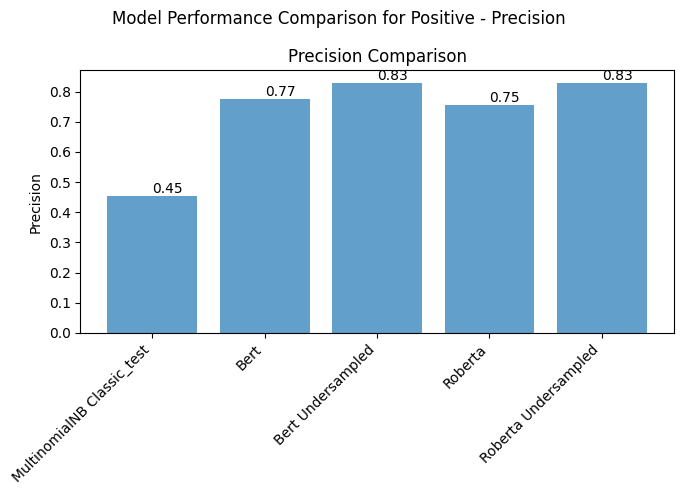 Model Performance Comparison for Positive - Precision
Precision Comparison
Precision
0.8
0.7
0.6
0.5
0.4
0.3
0.2
0.1
0.0
0.45
0.77
0.83
0.75
0.83
MultinomialNB Classic_test
Bert
Bert Undersampled
Roberta
Roberta Undersampled